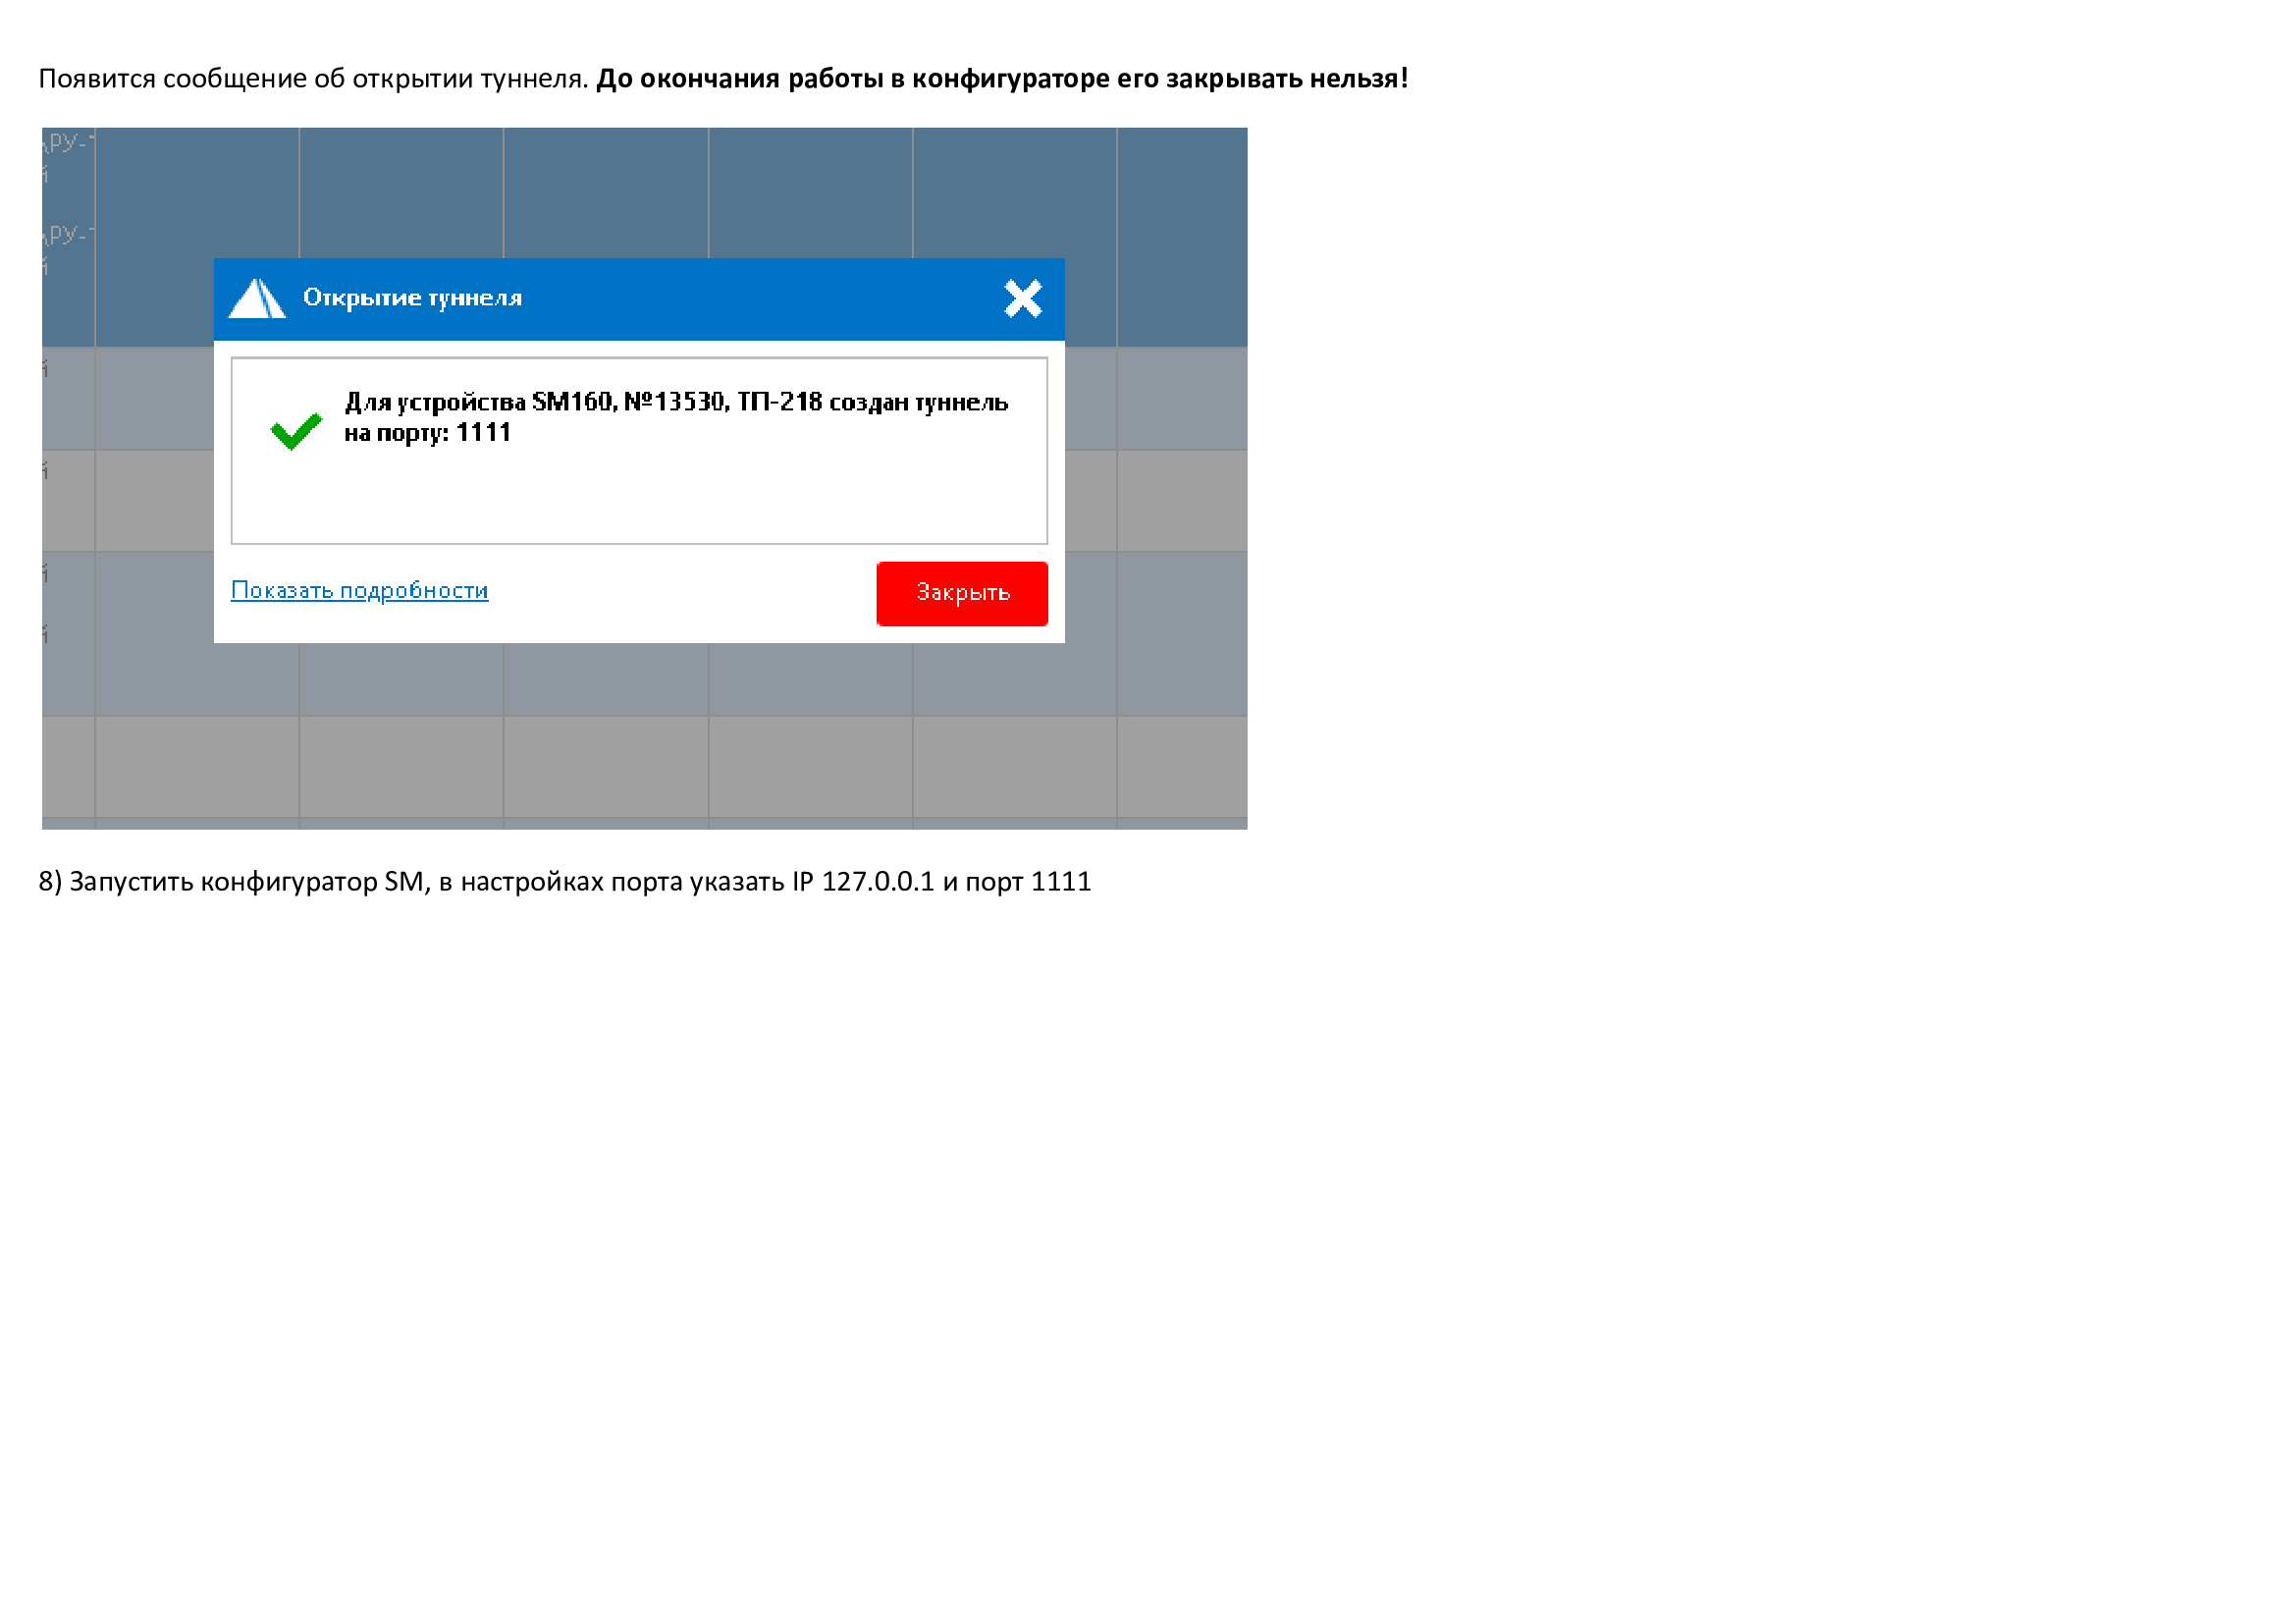 Появится сообщение об открытии туннеля. До окончания работы в конфигураторе его закрывать нельзя!
Открытие туннеля
Для устройства SM160, №13530, ТП-218 создан туннель
на порту: 1111
Показать подробности
Закрыть
8) Запустить конфигуратор SM, в настройках порта указать IP 127.0.0.1 и порт 1111